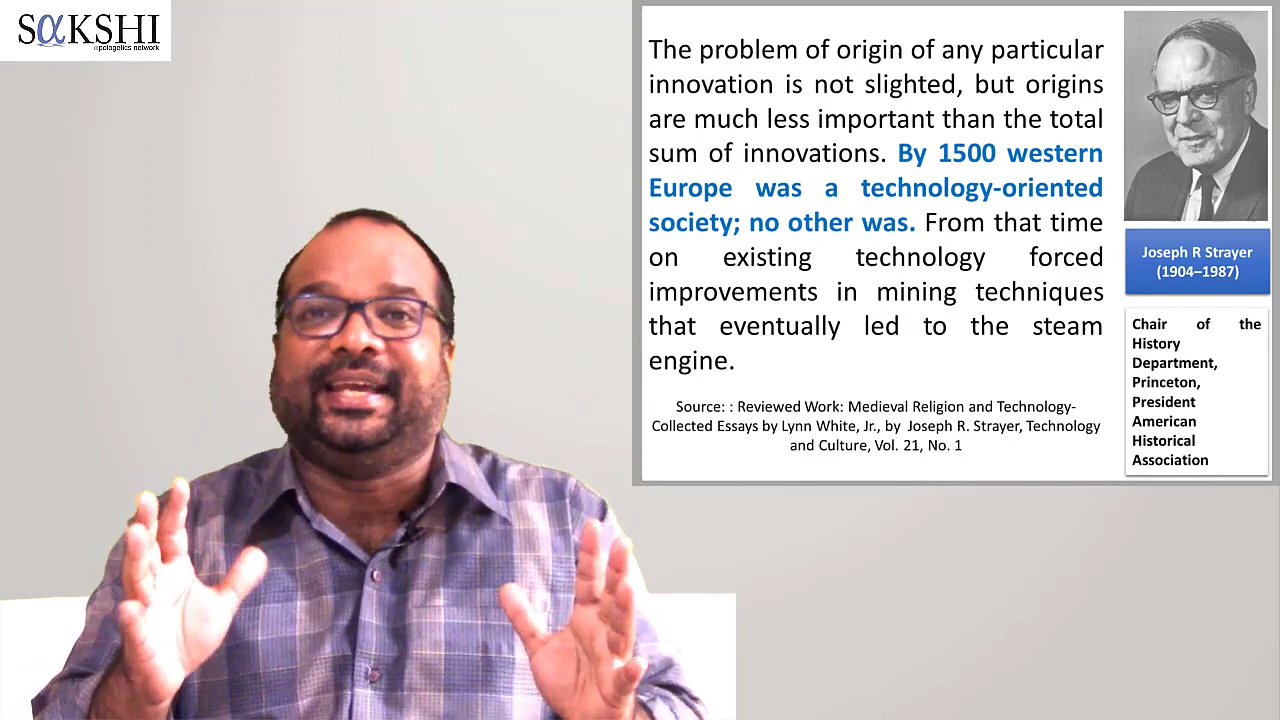 SαKSHI
αpologetics network
The problem of origin of any particular
innovation is not slighted, but origins
are much less important than the total
sum of innovations. By 1500 western
Europe was a technology-oriented
society; no other was. From that time
on existing technology forced
improvements in mining techniques
that eventually led to the steam
engine.
Source: : Reviewed Work: Medieval Religion and Technology-
Collected Essays by Lynn White, Jr., by Joseph R. Strayer, Technology
and Culture, Vol. 21, No. 1
Joseph R Strayer
(1904–1987)
Chair of the
History
Department,
Princeton,
President
American
Historical
Association